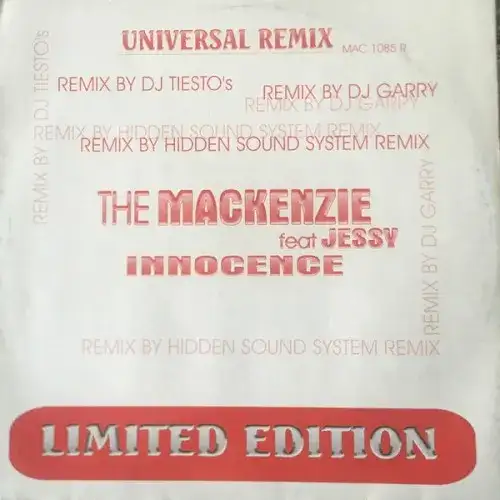 UNIVERSAL REMIX MAC 1085 R
REMIX BY DJ TIESTO's
REMIX BY DJ TIESTO's
REMIX BY DJ GARRY
REMIX BY DJ GARRY
REMIX BY HIDDEN SOUND SYSTEM REMIX
REMIX BY HIDDEN SOUND SYSTEM REMIX
THE MACKENZIE
feat JESSY
INNOCENCE
REMIX BY DJ GARRY
REMIX BY HIDDEN SOUND SYSTEM REMIX
LIMITED EDITION